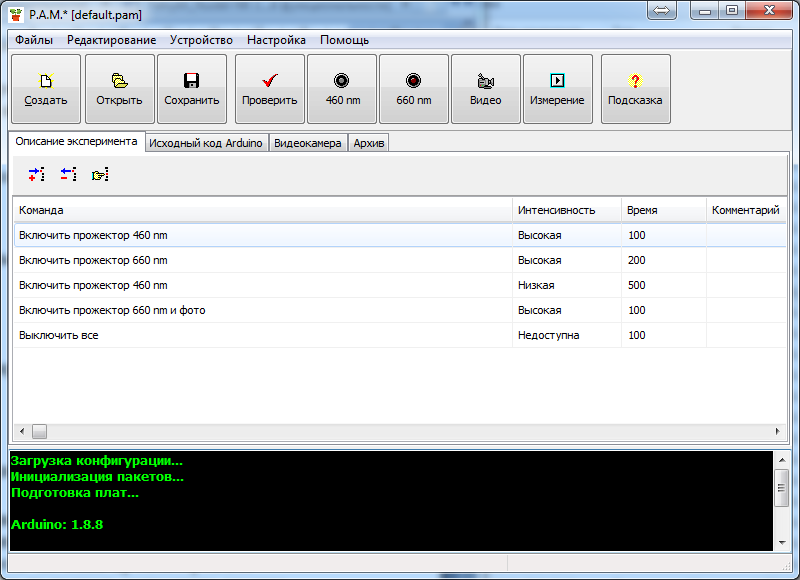 P.A.M.* [default.pam]
Файлы Редактирование Устройство Настройка Помощь
Создать Открыть Сохранить Проверить 460 nm 660 nm Видео Измерение Подсказка
Описание эксперимента Исходный код Arduino Видеокамера Архив
Команда Интенсивность Время Комментарий
Включить прожектор 460 nm Высокая 100
Включить прожектор 660 nm Высокая 200
Включить прожектор 460 nm Низкая 500
Включить прожектор 660 nm и фото Высокая 100
Выключить все Недоступна 100
Загрузка конфигурации...
Инициализация пакетов...
Подготовка плат...
Arduino: 1.8.8